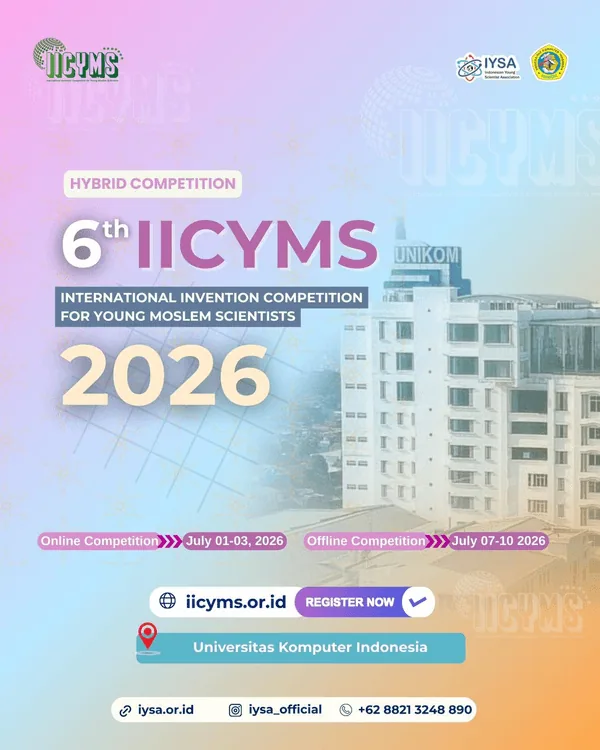 IICYMS
IYSA
Indonesian Young
Scientist Association
HYBRID COMPETITION
6th IICYMS
UNIKOM
INTERNATIONAL INVENTION COMPETITION
FOR YOUNG MOSLEM SCIENTISTS
2026
Online Competition July 01-03, 2026
Offline Competition July 07-10 2026
iicyms.or.id REGISTER NOW
Universitas Komputer Indonesia
iysa.or.id iysa_official +62 8821 3248 890